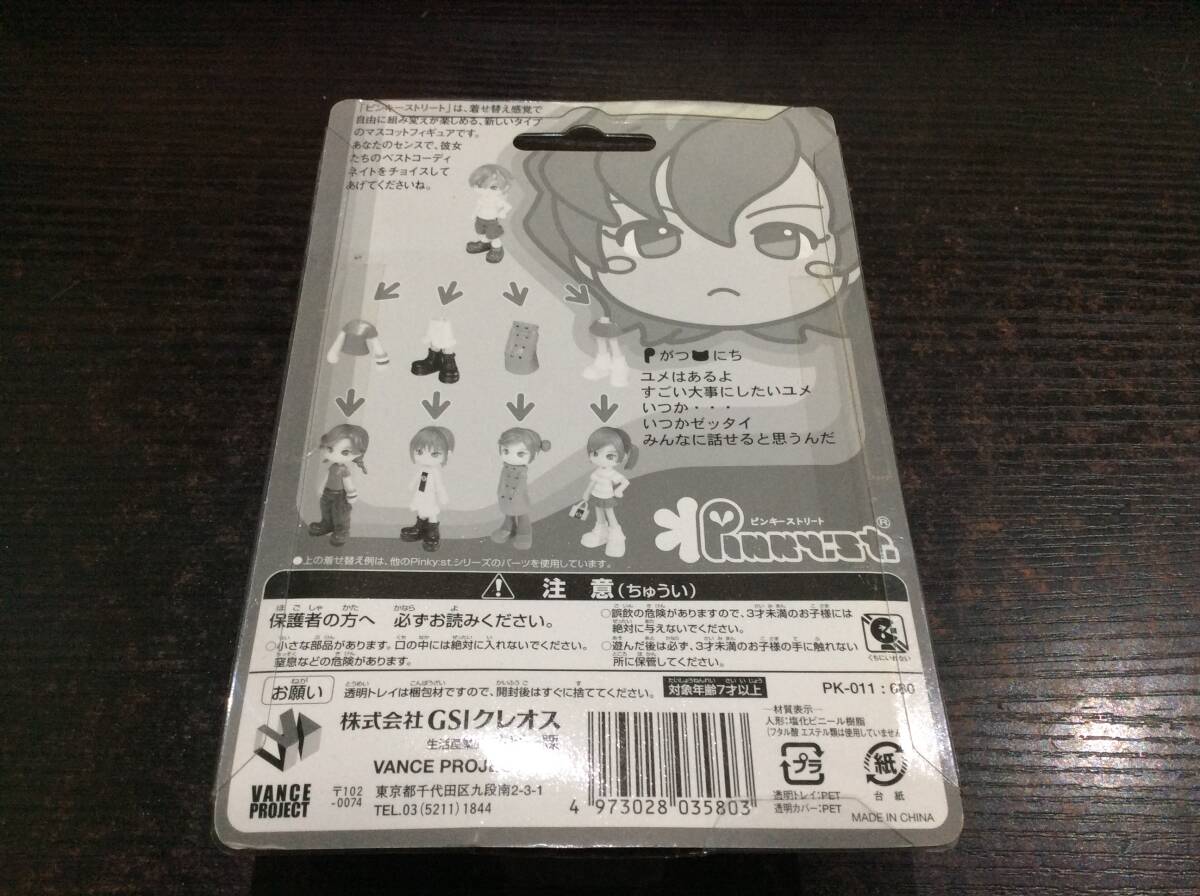 「ピンキーストリート」は、着せ替え感覚で
自由に組み変えが楽しめる、新しいタイプ
のマスコットフィギュアです。
あなたのセンスで、彼女
たちのベストコーディ
ネイトをチョイスして
あげてくださいね。
がつ にち
ユメはあるよ
すごい大事にしたいユメ
いつか・・・
いつかゼッタイ
みんなに話せると思うんだ
ピンキーストリート
Pinky:st.®
●上の着せ替え例は、他のPinky:st.シリーズのパーツを使用しています。
注 意(ちゅうい)
保護者の方へ 必ずお読みください。
○小さな部品があります。口の中には絶対に入れないでください。
窒息などの危険があります。
○誤飲の危険がありますので、3才未満のお子様には
絶対に与えないでください。
○遊んだ後は必ず、3才未満のお子様の手に触れない
所に保管してください。
くちにいれない
お願い 透明トレイは梱包材ですので、開封後はすぐに捨ててください。
対象年齢7才以上
PK-011:680
株式会社GSIクレオス
生活産業
課
VANCE
PROJECT
〒102
-0074
東京都千代田区九段南2-3-1
TEL.03(5211)1844
4 973028 035803
材質表示
人形:塩化ビニール樹脂
(フタル酸エステル類は使用していません
プラ
紙
透明トレイ:PET
透明カバー:PET
台 紙
MADE IN CHINA